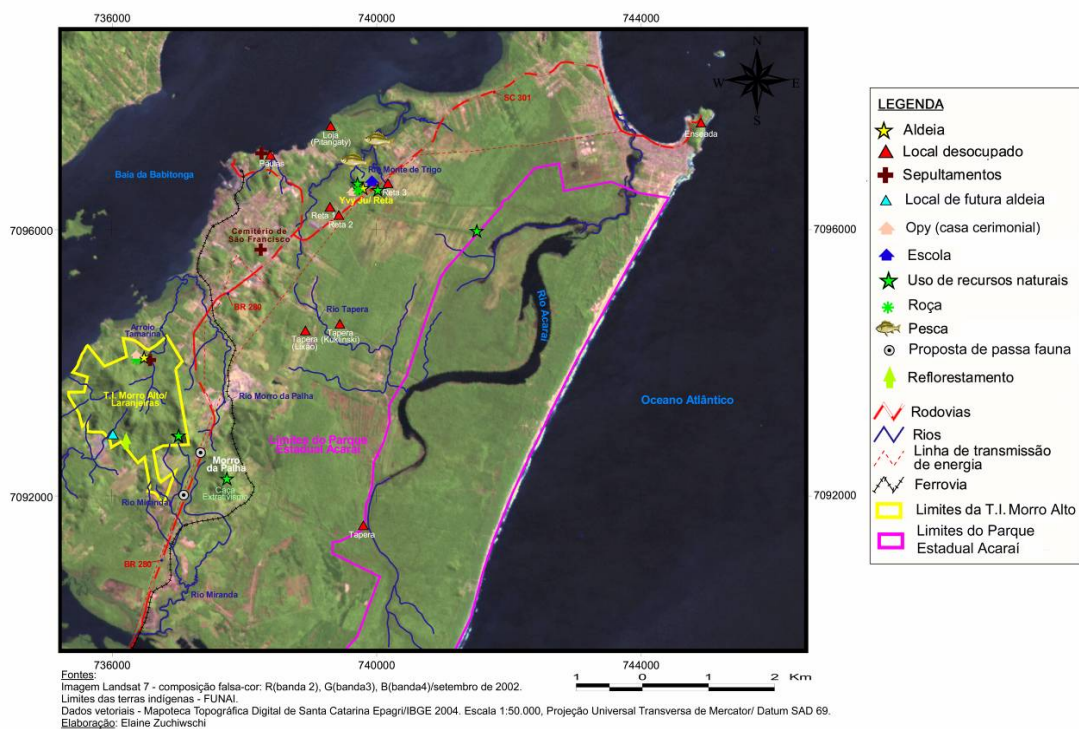 736000
740000
744000
SC 301
Enseada
Loja
(Pitangaty)
Paulas
Baia da Babitonga
Rio Monte de Trigo
Reta 3
Yvy Ju/ Reta
Reta 1
Reta 2
7096000
7096000
Cemitério de
São Francisco
BR 280
Rio Tapera
Rio Acaraí
Arroio
Tamarina
Tapera
(Lixão)
Tapera
(Kuklinski)
T.I. Morro Alto/
Laranjeiras
Rio Morro da Palha
Oceano Atlântico
Limites do Parque
Estadual Acaraí
Morro
da Palha
Caça
Extrativismo
7092000
7092000
Rio Miranda
Tapera
BR 280
Rio Miranda
736000
740000
744000
N
W
E
S
LEGENDA
Aldeia
Local desocupado
Sepultamentos
Local de futura aldeia
Opy (casa cerimonial)
Escola
Uso de recursos naturais
Roça
Pesca
Proposta de passa fauna
Reflorestamento
Rodovias
Rios
Linha de transmissão
de energia
Ferrovia
Limites da T.I. Morro Alto
Limites do Parque
Estadual Acaraí
1 0 1 2 Km
Fontes:
Imagem Landsat 7 - composição falsa-cor: R(banda 2), G(banda3), B(banda4)/setembro de 2002.
Limites das terras indígenas - FUNAI.
Dados vetoriais - Mapoteca Topográfica Digital de Santa Catarina Epagri/IBGE 2004. Escala 1:50.000, Projeção Universal Transversa de Mercator/ Datum SAD 69.
Elaboração: Elaine Zuchiwschi